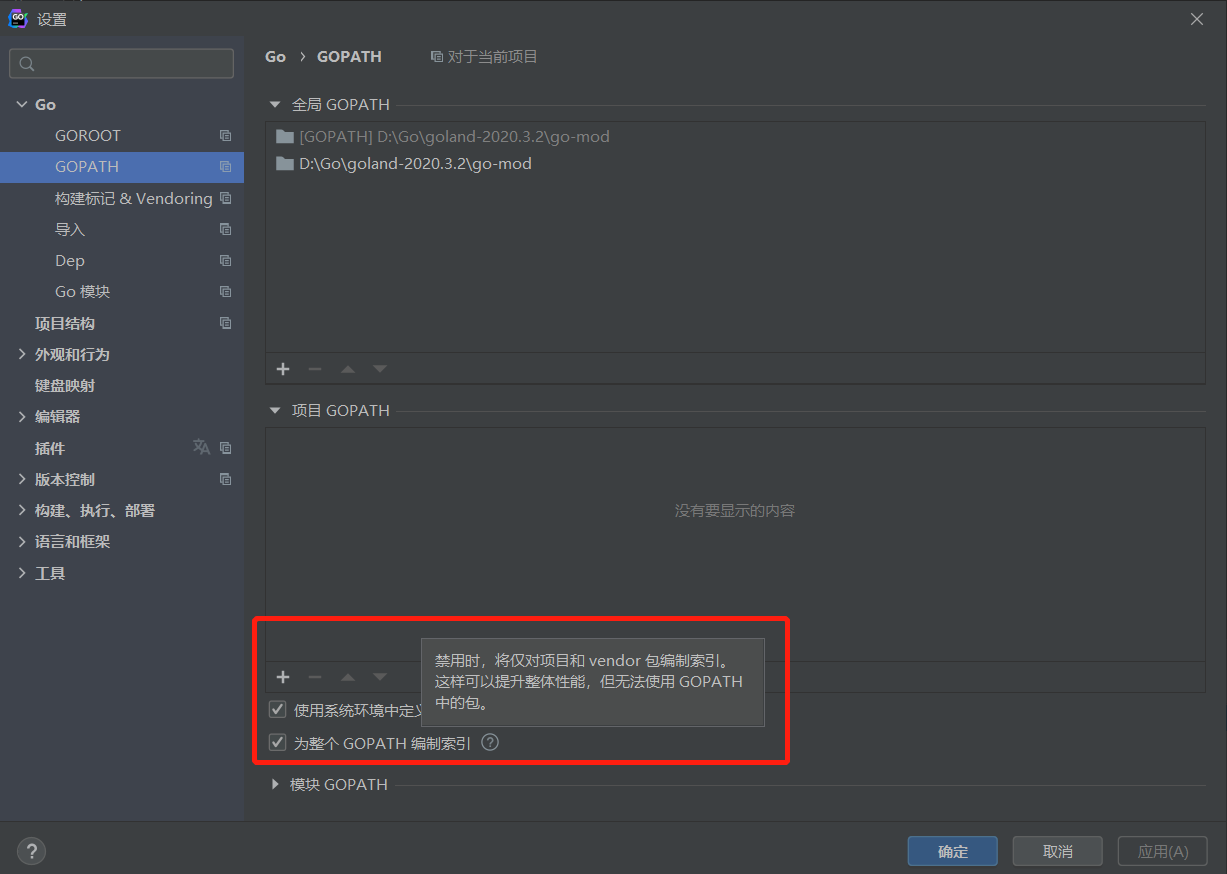 GO
设置
Go
GOROOT
GOPATH
构建标记 & Vendoring
导入
Dep
Go 模块
项目结构
外观和行为
键盘映射
编辑器
插件
版本控制
构建、执行、部署
语言和框架
工具
Go › GOPATH 对于当前项目
全局 GOPATH
[GOPATH] D:\Go\goland-2020.3.2\go-mod
D:\Go\goland-2020.3.2\go-mod
项目 GOPATH
没有要显示的内容
禁用时，将仅对项目和 vendor 包编制索引。
这样可以提升整体性能，但无法使用 GOPATH
中的包。
使用系统环境中定义
为整个 GOPATH 编制索引 ?
模块 GOPATH
?
确定
取消
应用(A)